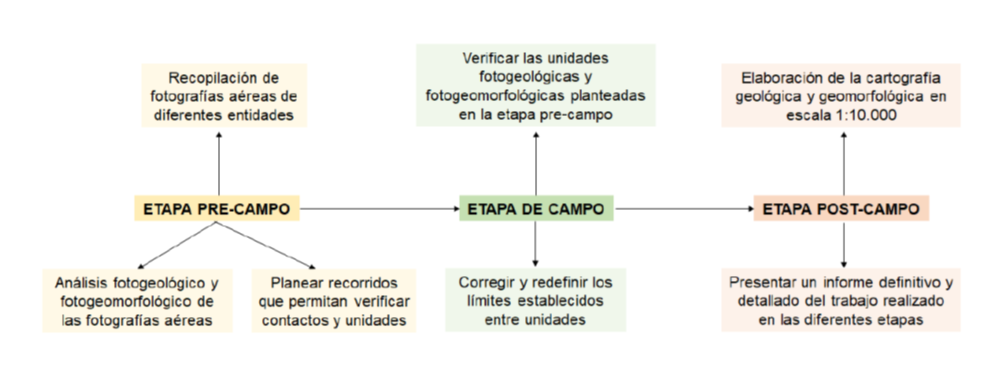 Recopilación de
fotografías aéreas de
diferentes entidades
Verificar las unidades
fotogeológicas y
fotogeomorfológicas planteadas
en la etapa pre-campo
Elaboración de la cartografía
geológica y geomorfológica en
escala 1:10.000
ETAPA PRE-CAMPO
ETAPA DE CAMPO
ETAPA POST-CAMPO
Análisis fotogeológico y
fotogeomorfológico de
las fotografías aéreas
Planear recorridos
que permitan verificar
contactos y unidades
Corregir y redefinir los
límites establecidos
entre unidades
Presentar un informe definitivo y
detallado del trabajo realizado
en las diferentes etapas